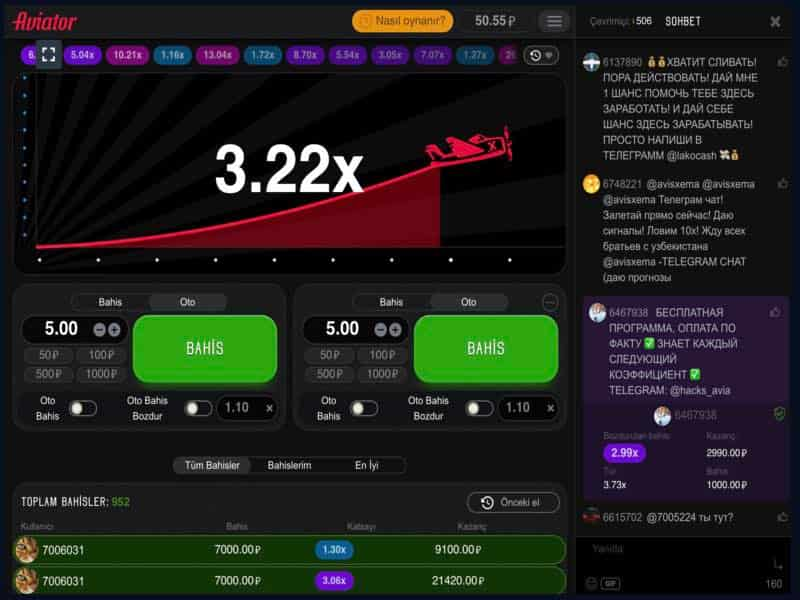 Aviator
Nasıl oynanır?
50.55 ₽
5.04x 10.21x 1.16x 13.04x 1.72x 8.70x 5.54x 3.05x 7.07x 1.27x
3.22x
Bahis Oto
5.00
BAHİS
50 ₽ 100 ₽
500 ₽ 1000 ₽
Oto Bahis
Oto Bahis Bozdur
1.10 ×
Bahis Oto
5.00
BAHİS
50 ₽ 100 ₽
500 ₽ 1000 ₽
Oto Bahis
Oto Bahis Bozdur
1.10 ×
Tüm Bahisler Bahislerim En İyi
TOPLAM BAHİSLER: 952
Önceki el
Kullanıcı Bahis Katsayı Kazanç
7006031 7000.00 ₽ 1.30x 9100.00 ₽
7006031 7000.00 ₽ 3.06x 21420.00 ₽
Çevrimiçi: 506 SOHBET
6137890 💰💰ХВАТИТ СЛИВАТЬ!
ПОРА ДЕЙСТВОВАТЬ! ДАЙ МНЕ
1 ШАНС ПОМОЧЬ ТЕБЕ ЗДЕСЬ
ЗАРАБОТАТЬ! И ДАЙ СЕБЕ
ШАНС ЗДЕСЬ ЗАРАБАТЫВАТЬ!
ПРОСТО НАПИШИ В
ТЕЛЕГРАММ @lakocash 💸💰
6748221 @avisxema @avisxema
@avisxema Телеграм чат!
Залетай прямо сейчас! Даю
сигналы! Ловим 10х! Жду всех
братьев с узбекистана
@avisxema -TELEGRAM CHAT
(даю прогнозы
6467938 БЕСПЛАТНАЯ
ПРОГРАММА, ОПЛАТА ПО
ФАКТУ ✅ ЗНАЕТ КАЖДЫЙ
СЛЕДУЮЩИЙ
КОЭФФИЦИЕНТ ✅
TELEGRAM: @hacks_avia
6467938
Bozdurulan bahis Kazanç
2.99x 2990.00 ₽
Tur Bahis
3.73x 1000.00 ₽
6615702 @7005224 ты тут?
Yanıtla
GIF 160